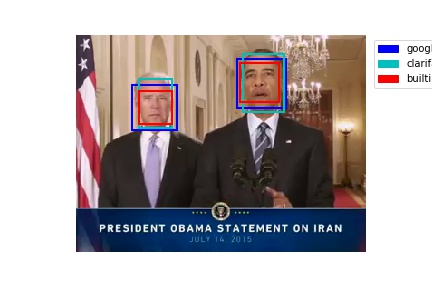 googl
clarif
builti
PRESIDENT OBAMA STATEMENT ON IRAN
JULY 14, 2015